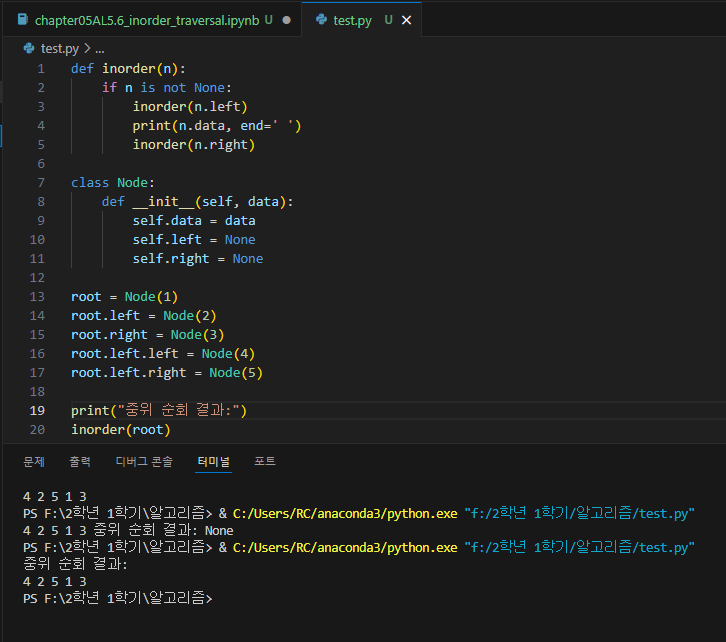 chapter05AL5.6_inorder_traversal.ipynb U ● test.py U ×
test.py > ...
1 def inorder(n):
2     if n is not None:
3         inorder(n.left)
4         print(n.data, end=' ')
5         inorder(n.right)
6
7 class Node:
8     def __init__(self, data):
9         self.data = data
10         self.left = None
11         self.right = None
12
13 root = Node(1)
14 root.left = Node(2)
15 root.right = Node(3)
16 root.left.left = Node(4)
17 root.left.right = Node(5)
18
19 print("중위 순회 결과:")
20 inorder(root)
문제 출력 디버그 콘솔 터미널 포트
4 2 5 1 3
PS F:\2학년 1학기\알고리즘> & C:/Users/RC/anaconda3/python.exe "f:/2학년 1학기/알고리즘/test.py"
4 2 5 1 3 중위 순회 결과: None
PS F:\2학년 1학기\알고리즘> & C:/Users/RC/anaconda3/python.exe "f:/2학년 1학기/알고리즘/test.py"
중위 순회 결과:
4 2 5 1 3
PS F:\2학년 1학기\알고리즘>